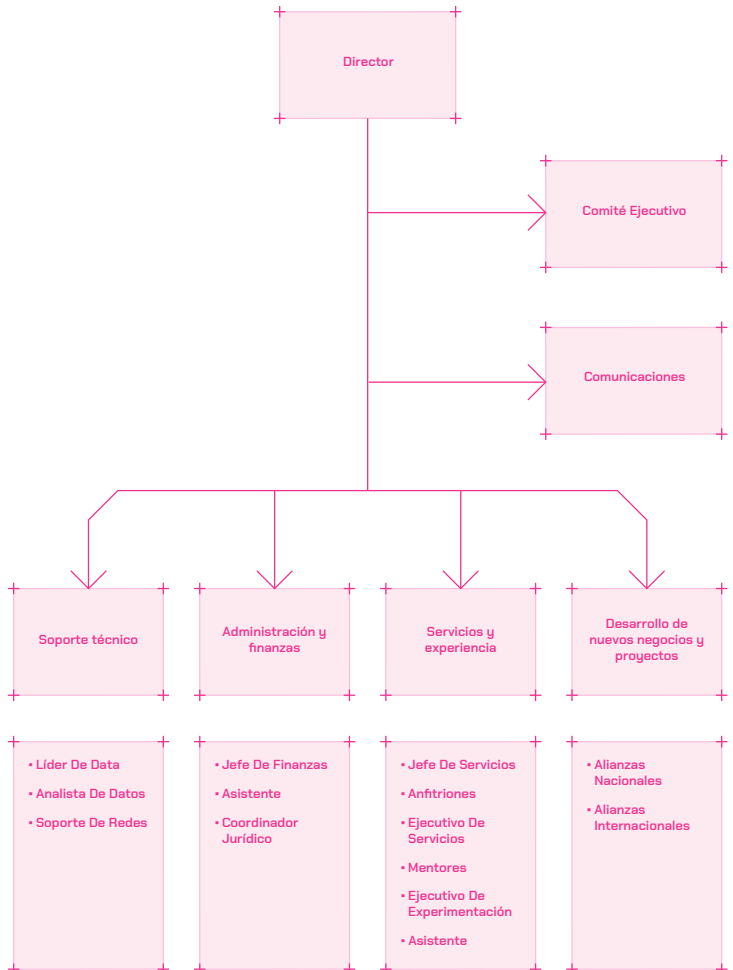 Director
Comité Ejecutivo
Comunicaciones
Soporte técnico
Administración y
finanzas
Servicios y
experiencia
Desarrollo de
nuevos negocios y
proyectos
▪ Líder De Data
▪ Analista De Datos
▪ Soporte De Redes
▪ Jefe De Finanzas
▪ Asistente
▪ Coordinador
Jurídico
▪ Jefe De Servicios
▪ Anfitriones
▪ Ejecutivo De
Servicios
▪ Mentores
▪ Ejecutivo De
Experimentación
▪ Asistente
▪ Alianzas
Nacionales
▪ Alianzas
Internacionales